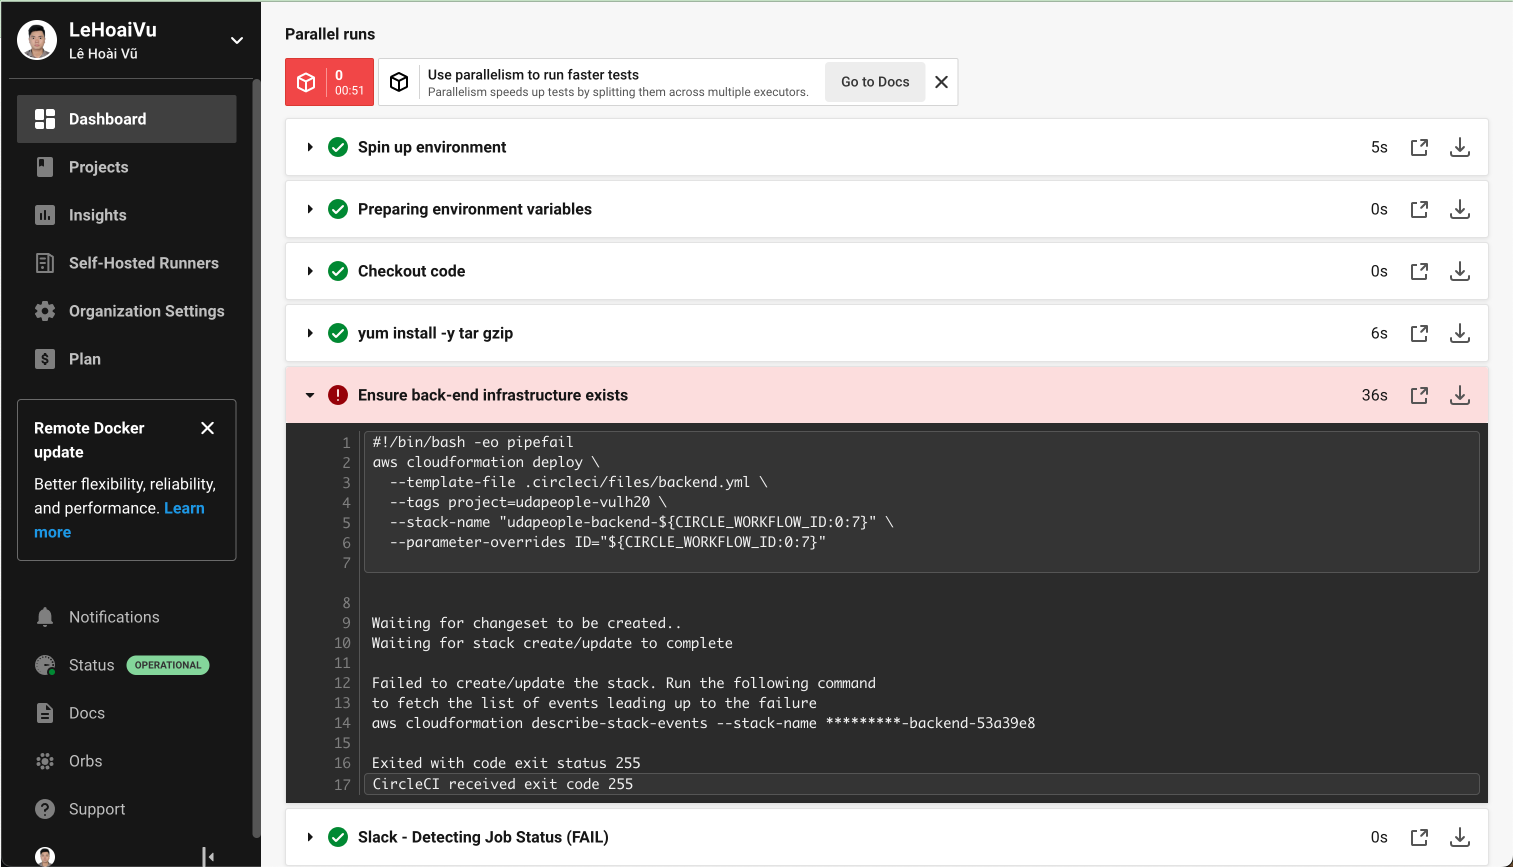 LeHoaiVu
Lê Hoài Vũ
Dashboard
Projects
Insights
Self-Hosted Runners
Organization Settings
Plan
Remote Docker
update
Better flexibility, reliability,
and performance. Learn
more
Notifications
Status OPERATIONAL
Docs
Orbs
Support
Parallel runs
0
00:51
Use parallelism to run faster tests
Parallelism speeds up tests by splitting them across multiple executors.
Go to Docs
Spin up environment 5s
Preparing environment variables 0s
Checkout code 0s
yum install -y tar gzip 6s
Ensure back-end infrastructure exists 36s
1 #!/bin/bash -eo pipefail
2 aws cloudformation deploy \
3 --template-file .circleci/files/backend.yml \
4 --tags project=udapeople-vulh20 \
5 --stack-name "udapeople-backend-${CIRCLE_WORKFLOW_ID:0:7}" \
6 --parameter-overrides ID="${CIRCLE_WORKFLOW_ID:0:7}"
7
8
9 Waiting for changeset to be created..
10 Waiting for stack create/update to complete
11
12 Failed to create/update the stack. Run the following command
13 to fetch the list of events leading up to the failure
14 aws cloudformation describe-stack-events --stack-name *********-backend-53a39e8
15
16 Exited with code exit status 255
17 CircleCI received exit code 255
Slack - Detecting Job Status (FAIL) 0s